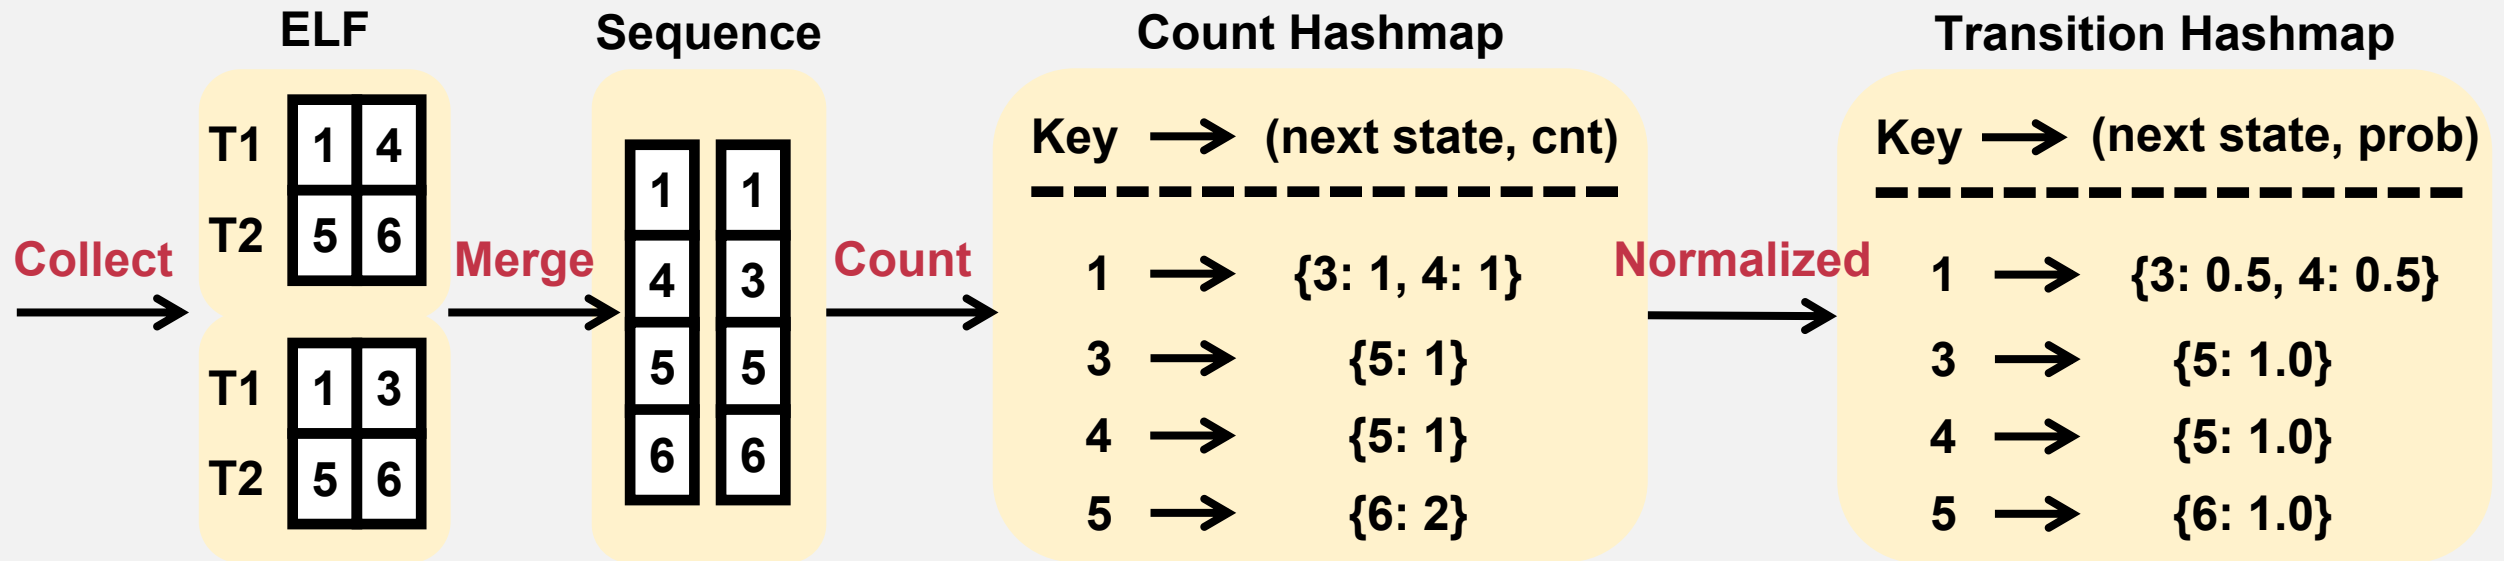 ELF
Sequence
Count Hashmap
Transition Hashmap
Collect
T1 1 4
T2 5 6
T1 1 3
T2 5 6
Merge
1 1
4 3
5 5
6 6
Count
Key (next state, cnt)
1 {3: 1, 4: 1}
3 {5: 1}
4 {5: 1}
5 {6: 2}
Normalized
Key (next state, prob)
1 {3: 0.5, 4: 0.5}
3 {5: 1.0}
4 {5: 1.0}
5 {6: 1.0}